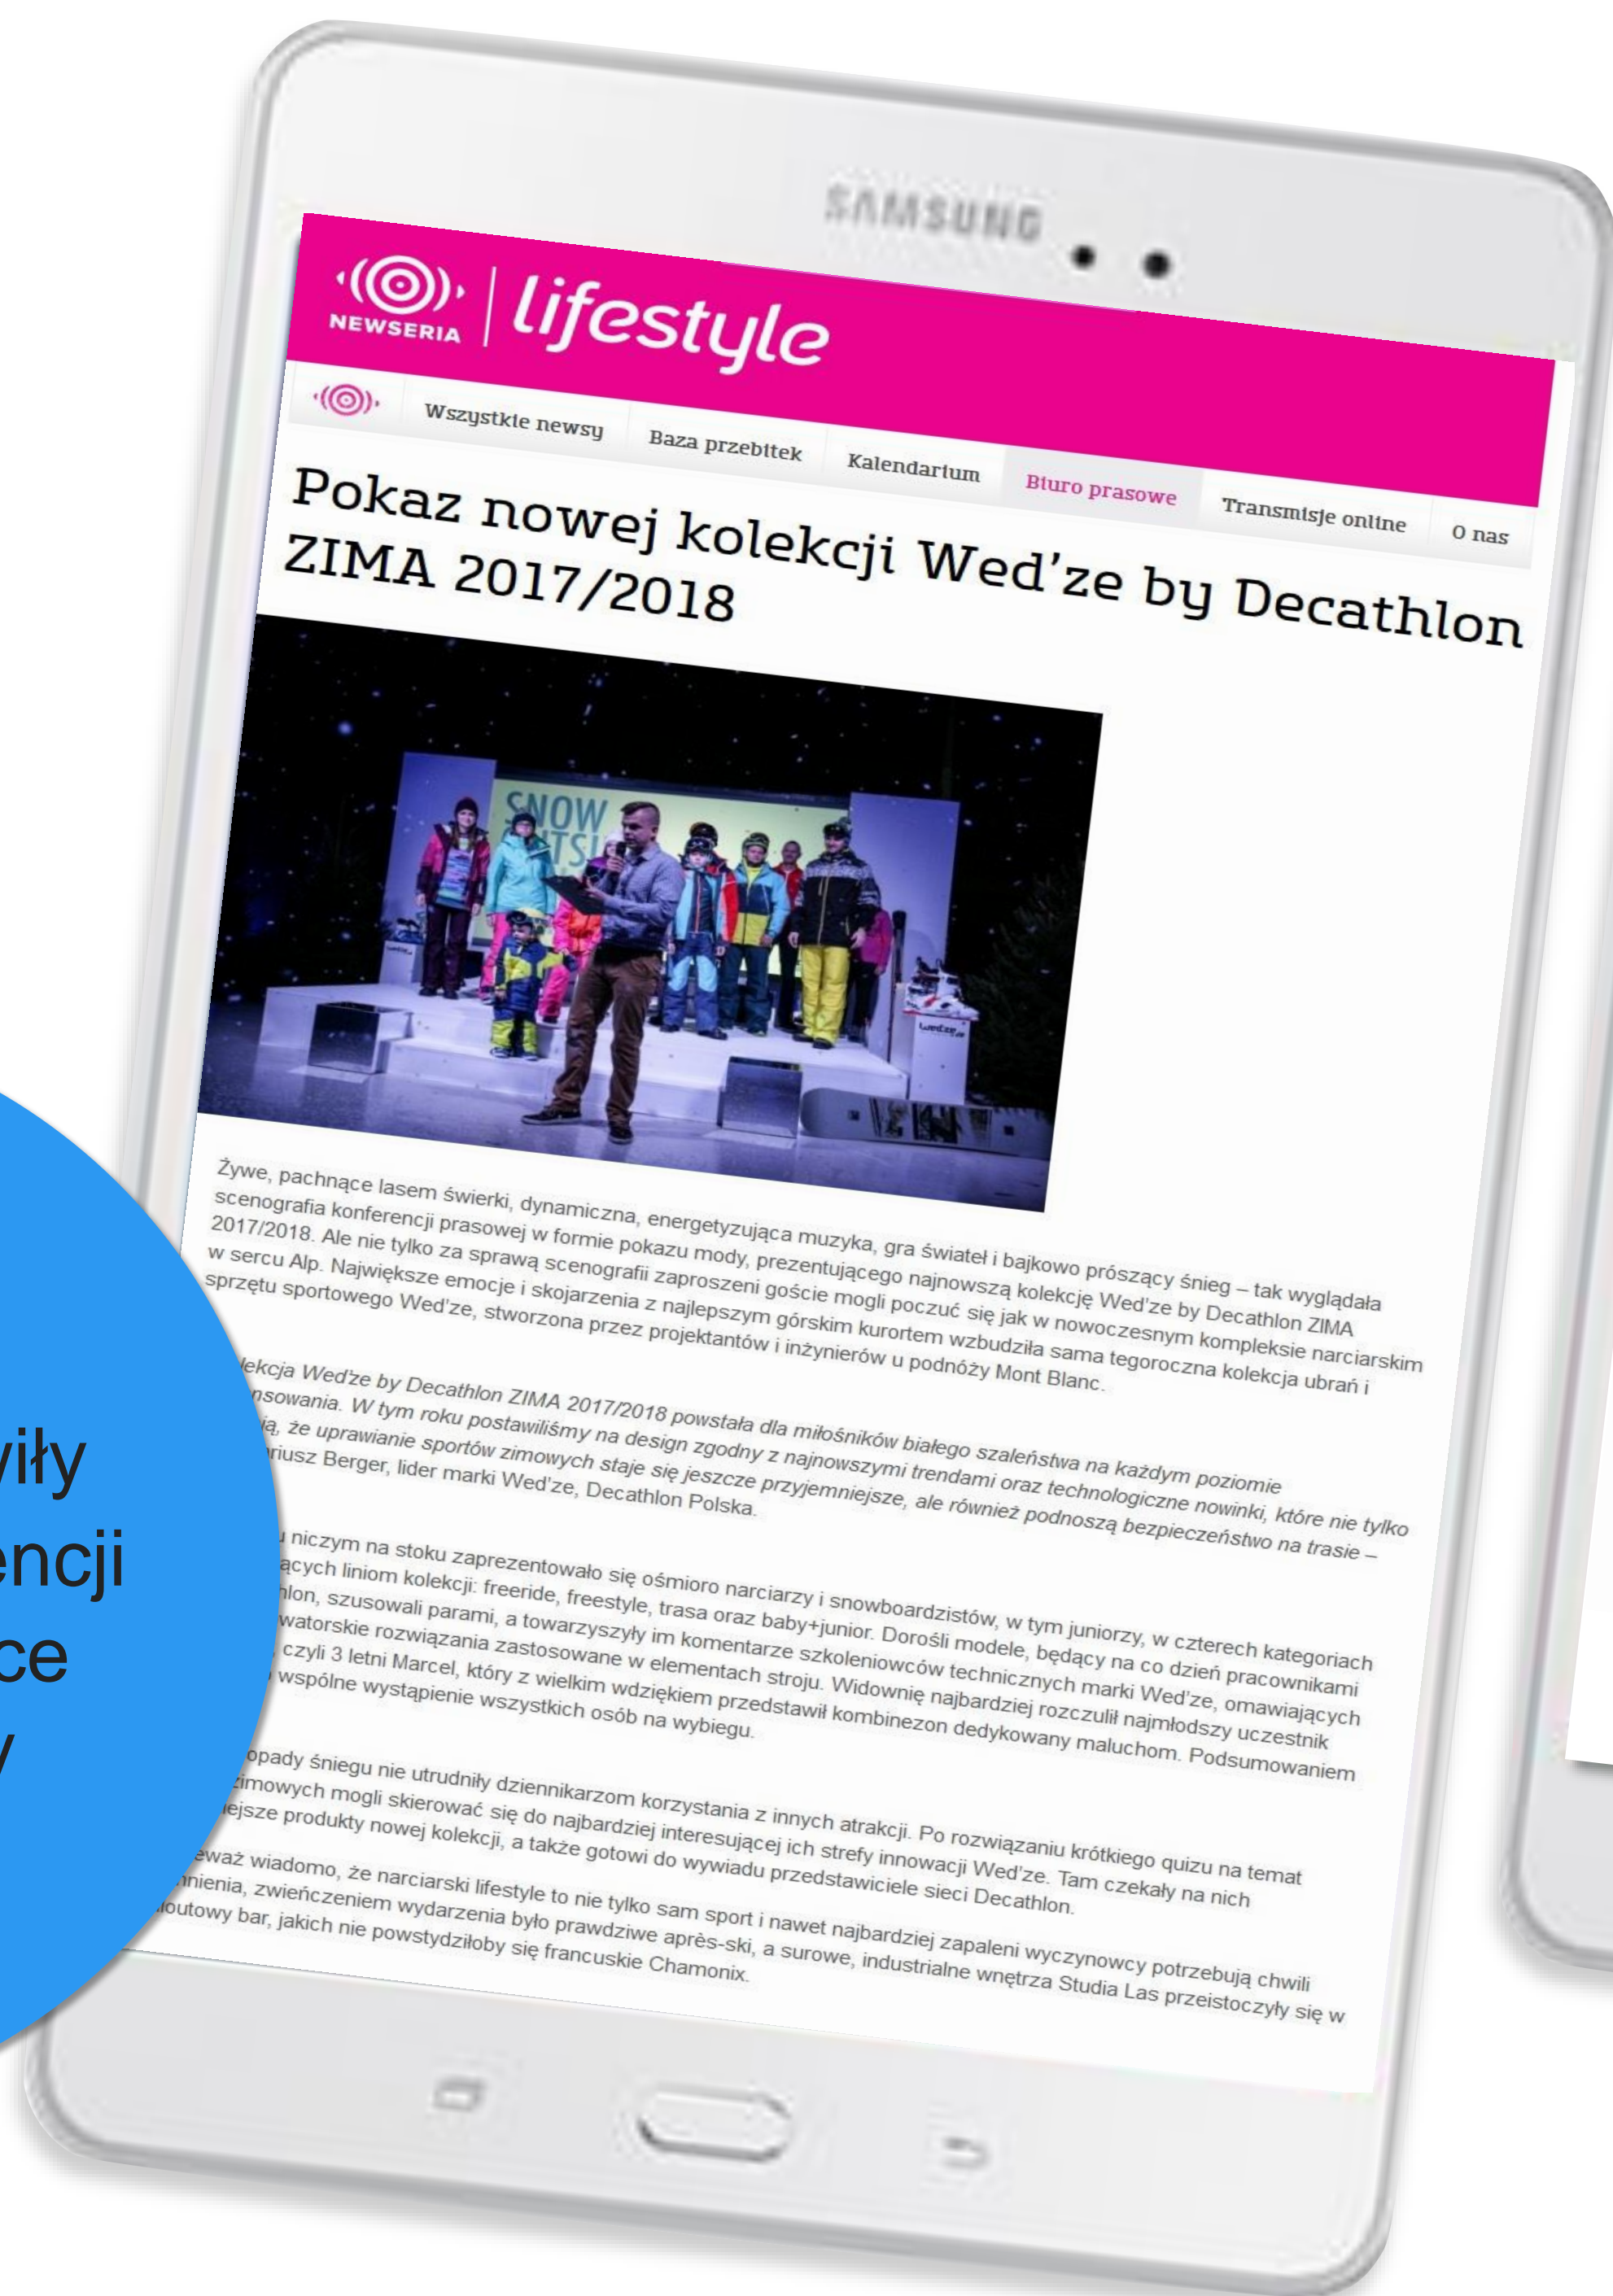 SAMSUNG
NEWSERIA | lifestyle
Wszystkie newsy Baza przebitek Kalendarium Biuro prasowe Transmisje online O nas
Pokaz nowej kolekcji Wed'ze by Decathlon
ZIMA 2017/2018
SNOW
wedze
Żywe, pachnące lasem świerki, dynamiczna, energetyzująca muzyka, gra świateł i bajkowo prószący śnieg – tak wyglądała
scenografia konferencji prasowej w formie pokazu mody, prezentującego najnowszą kolekcję Wed'ze by Decathlon ZIMA
2017/2018. Ale nie tylko za sprawą scenografii zaproszeni goście mogli poczuć się jak w nowoczesnym kompleksie narciarskim
w sercu Alp. Największe emocje i skojarzenia z najlepszym górskim kurortem wzbudziła sama tegoroczna kolekcja ubrań i
sprzętu sportowego Wed'ze, stworzona przez projektantów i inżynierów u podnóży Mont Blanc.
lekcja Wed'ze by Decathlon ZIMA 2017/2018 powstała dla miłośników białego szaleństwa na każdym poziomie
nsowania. W tym roku postawiliśmy na design zgodny z najnowszymi trendami oraz technologiczne nowinki, które nie tylko
ią, że uprawianie sportów zimowych staje się jeszcze przyjemniejsze, ale również podnoszą bezpieczeństwo na trasie –
riusz Berger, lider marki Wed'ze, Decathlon Polska.
u niczym na stoku zaprezentowało się ośmioro narciarzy i snowboardzistów, w tym juniorzy, w czterech kategoriach
ących liniom kolekcji: freeride, freestyle, trasa oraz baby+junior. Dorośli modele, będący na co dzień pracownikami
hlon, szusowali parami, a towarzyszyły im komentarze szkoleniowców technicznych marki Wed'ze, omawiających
watorskie rozwiązania zastosowane w elementach stroju. Widownię najbardziej rozczulił najmłodszy uczestnik
czyli 3 letni Marcel, który z wielkim wdziękiem przedstawił kombinezon dedykowany maluchom. Podsumowaniem
wspólne wystąpienie wszystkich osób na wybiegu.
opady śniegu nie utrudniły dziennikarzom korzystania z innych atrakcji. Po rozwiązaniu krótkiego quizu na temat
zimowych mogli skierować się do najbardziej interesującej ich strefy innowacji Wed'ze. Tam czekały na nich
iejsze produkty nowej kolekcji, a także gotowi do wywiadu przedstawiciele sieci Decathlon.
eważ wiadomo, że narciarski lifestyle to nie tylko sam sport i nawet najbardziej zapaleni wyczynowcy potrzebują chwili
hnienia, zwieńczeniem wydarzenia było prawdziwe après-ski, a surowe, industrialne wnętrza Studia Las przeistoczyły się w
loutowy bar, jakich nie powstydziłoby się francuskie Chamonix.
wiły
encji
ce
y